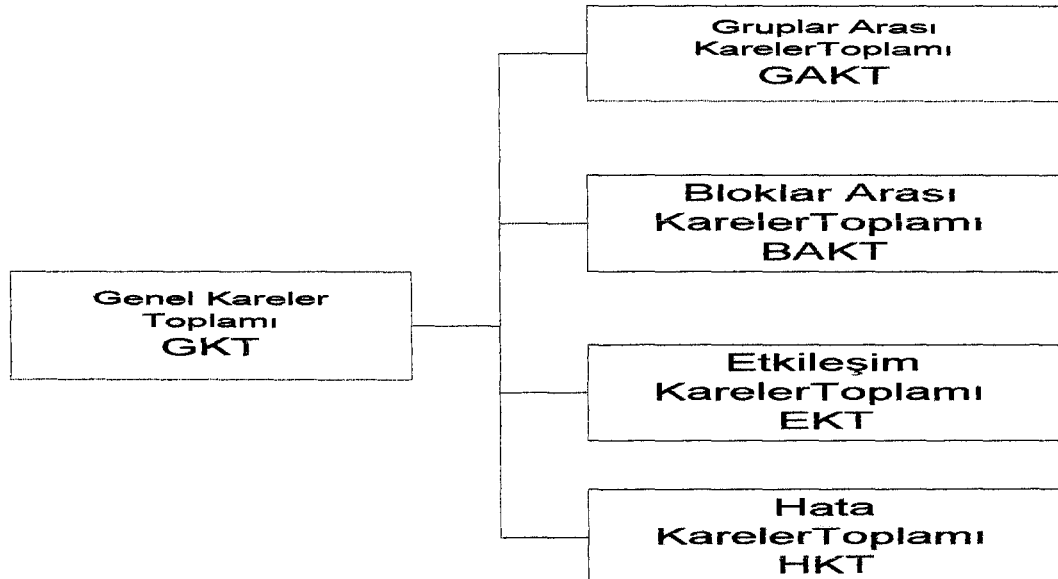 Gruplar Arası
KarelerToplamı
GAKT
Bloklar Arası
KarelerToplamı
BAKT
Genel Kareler
Toplamı
GKT
Etkileşim
KarelerToplamı
EKT
Hata
KarelerToplamı
HKT